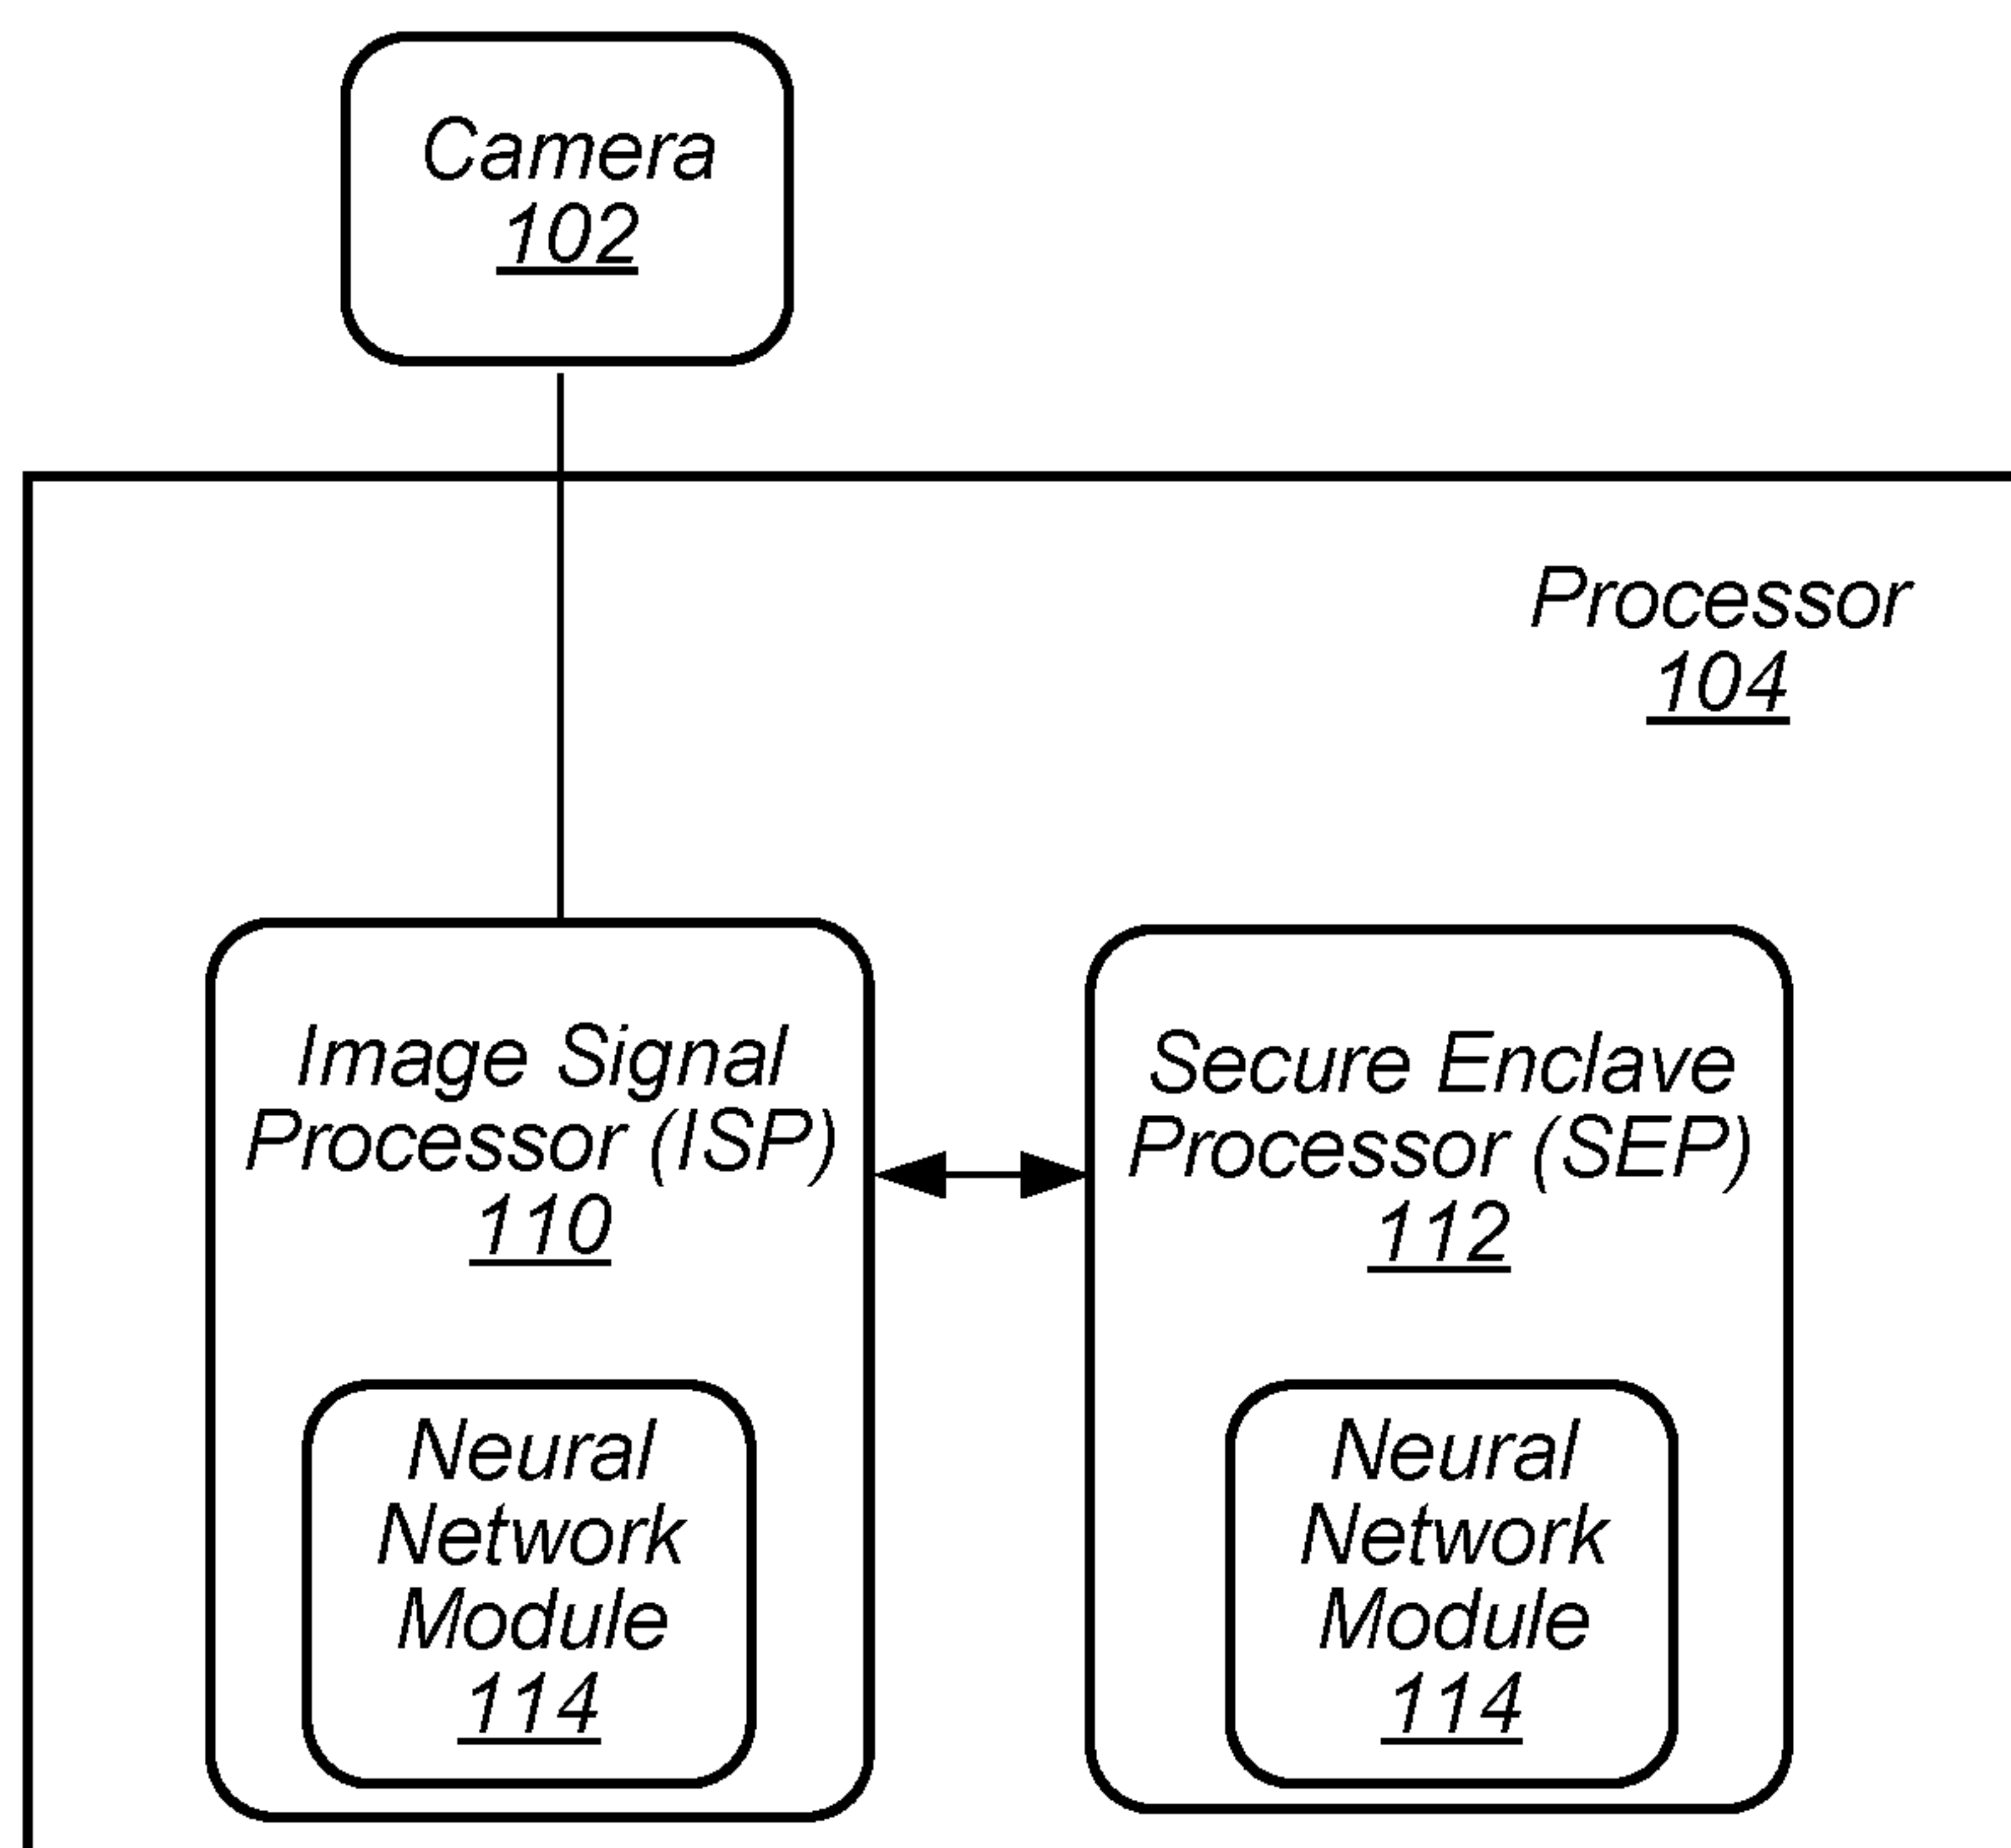 Camera
102
Processor
104
Image Signal
Processor (ISP)
110
Secure Enclave
Processor (SEP)
112
Neural
Network
Module
114
Neural
Network
Module
114